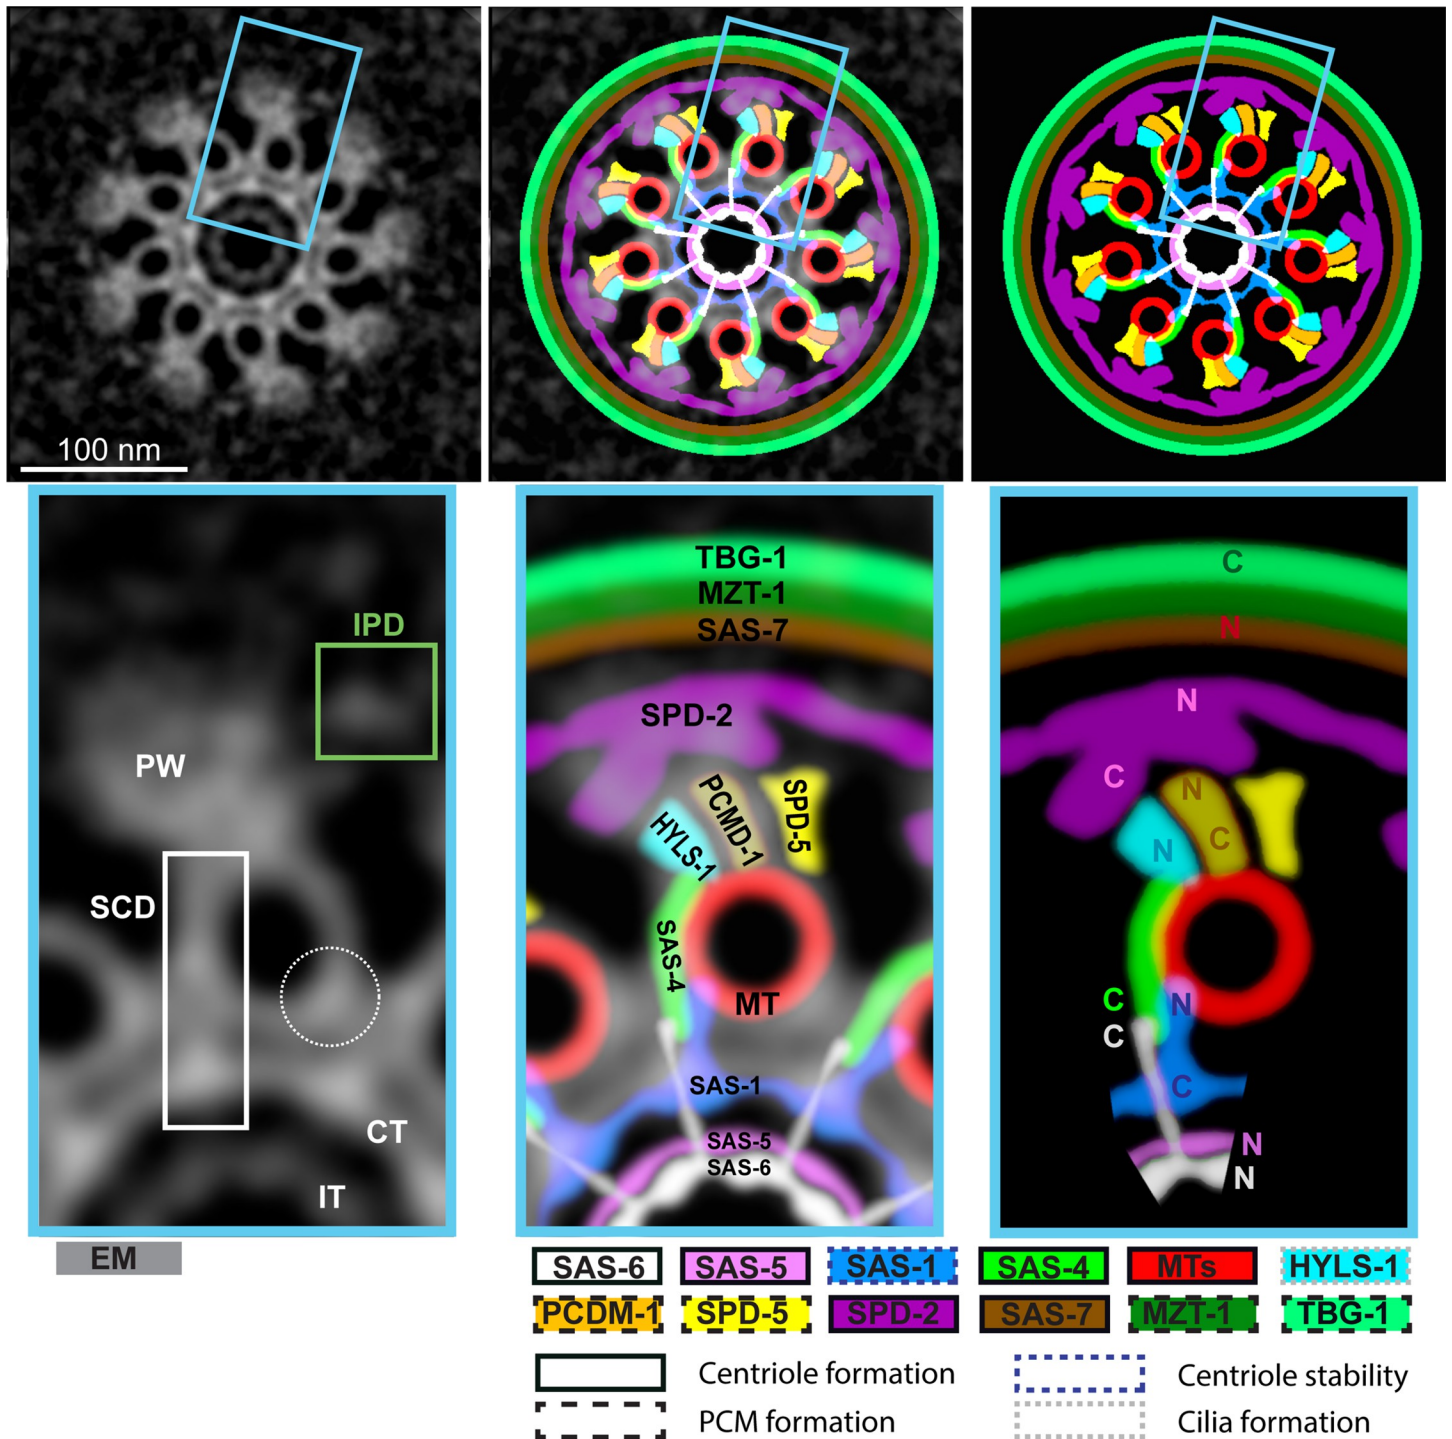 100 nm
IPD
PW
SCD
CT
IT
EM
TBG-1
MZT-1
SAS-7
SPD-2
HYLS-1
PCMD-1
SPD-5
SAS-4
MT
SAS-1
SAS-5
SAS-6
C
N
N
C
N
C
N
C
C
N
C
N
N
SAS-6 SAS-5 SAS-1 SAS-4 MTs HYLS-1
PCDM-1 SPD-5 SPD-2 SAS-7 MZT-1 TBG-1
Centriole formation Centriole stability
PCM formation Cilia formation